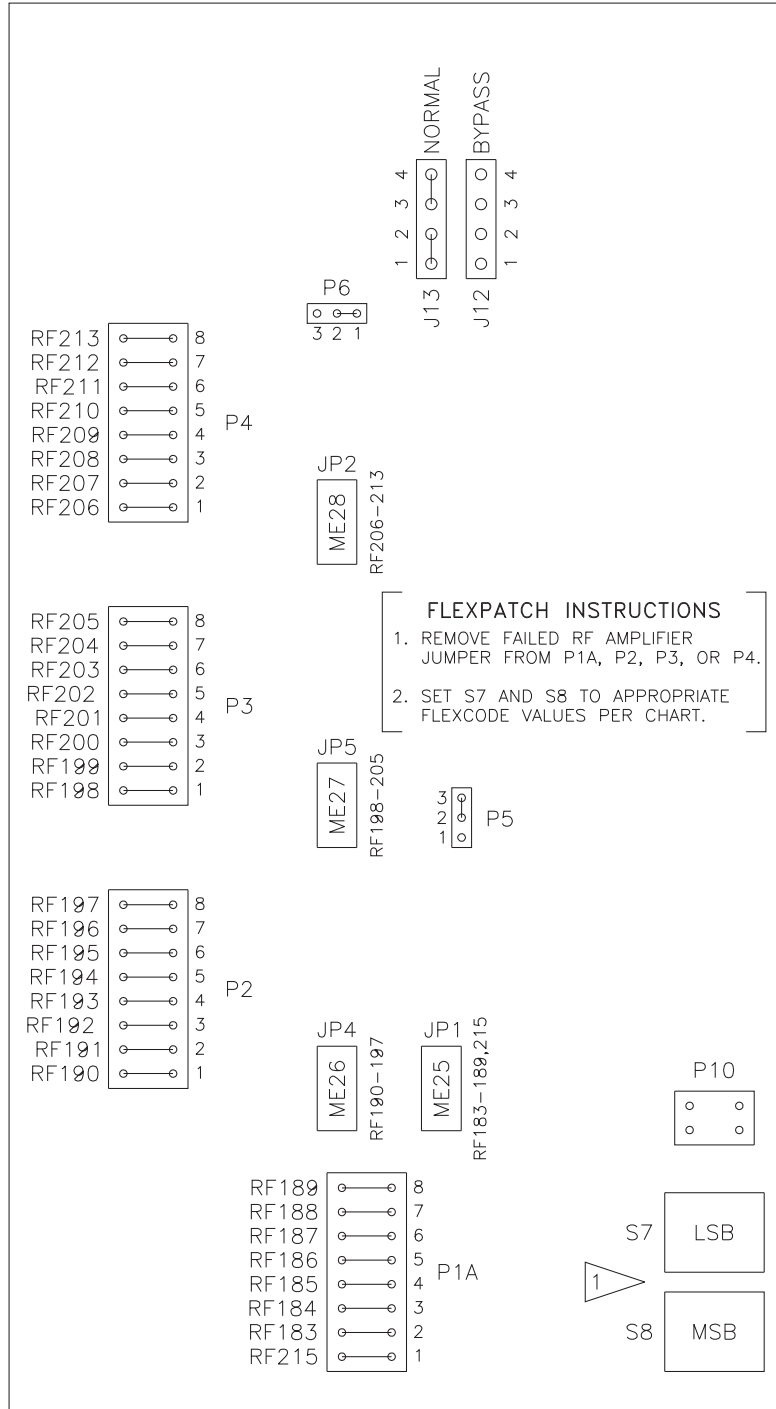 NORMAL
BYPASS
1 2 3 4
1 2 3 4
J13
J12
P6
3 2 1
RF213 8
RF212 7
RF211 6
RF210 5
RF209 4
RF208 3
RF207 2
RF206 1
P4
JP2
ME28
RF206-213
FLEXPATCH INSTRUCTIONS
1. REMOVE FAILED RF AMPLIFIER
JUMPER FROM P1A, P2, P3, OR P4.
2. SET S7 AND S8 TO APPROPRIATE
FLEXCODE VALUES PER CHART.
RF205 8
RF204 7
RF203 6
RF202 5
RF201 4
RF200 3
RF199 2
RF198 1
P3
JP5
ME27
RF198-205
3
2
1
P5
RF197 8
RF196 7
RF195 6
RF194 5
RF193 4
RF192 3
RF191 2
RF190 1
P2
JP4
ME26
RF190-197
JP1
ME25
RF183-189,215
P10
RF189 8
RF188 7
RF187 6
RF186 5
RF185 4
RF184 3
RF183 2
RF215 1
P1A
1
S7 LSB
S8 MSB